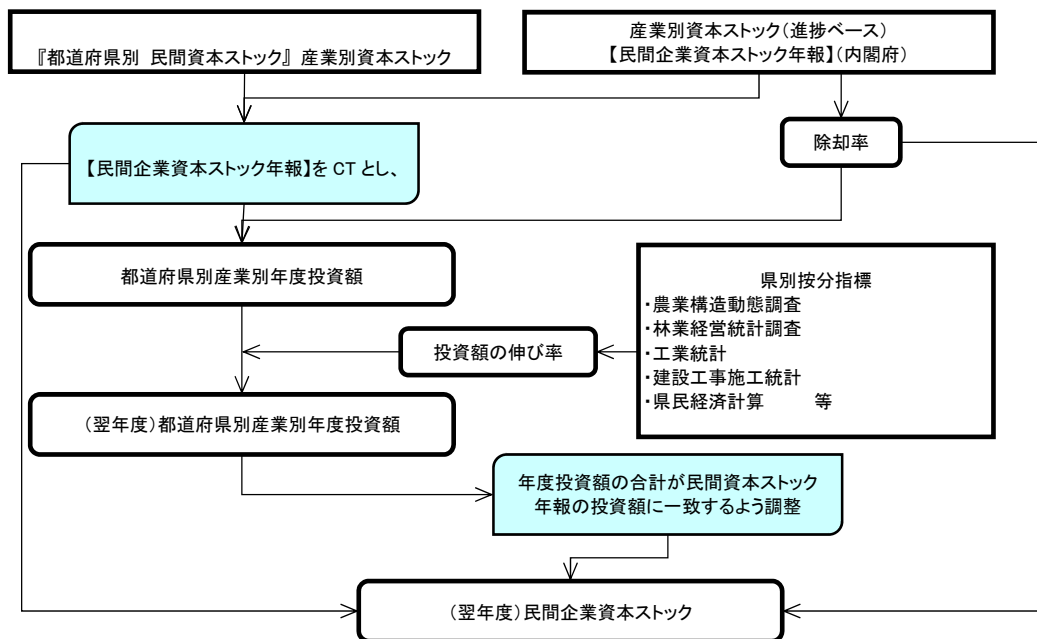 『都道府県別 民間資本ストック』 産業別資本ストック
産業別資本ストック（進捗ベース）
【民間企業資本ストック年報】（内閣府）
除却率
【民間企業資本ストック年報】を CT とし、
都道府県別産業別年度投資額
県別按分指標
・農業構造動態調査
・林業経営統計調査
・工業統計
・建設工事施工統計
・県民経済計算 等
投資額の伸び率
（翌年度）都道府県別産業別年度投資額
年度投資額の合計が民間資本ストック
年報の投資額に一致するよう調整
（翌年度）民間企業資本ストック